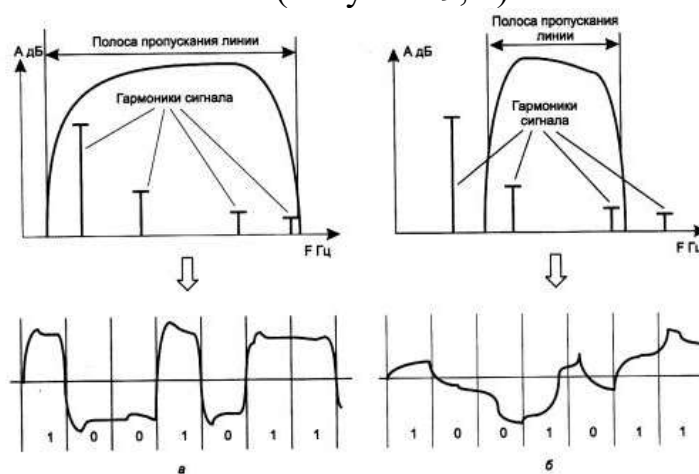 Полоса пропускания линии
А дБ
Гармоники сигнала
F Гц
1 0 0 1 0 1 1
а
Полоса пропускания
линии
А дБ
Гармоники
сигнала
F Гц
1 0 0 1 0 1 1
б